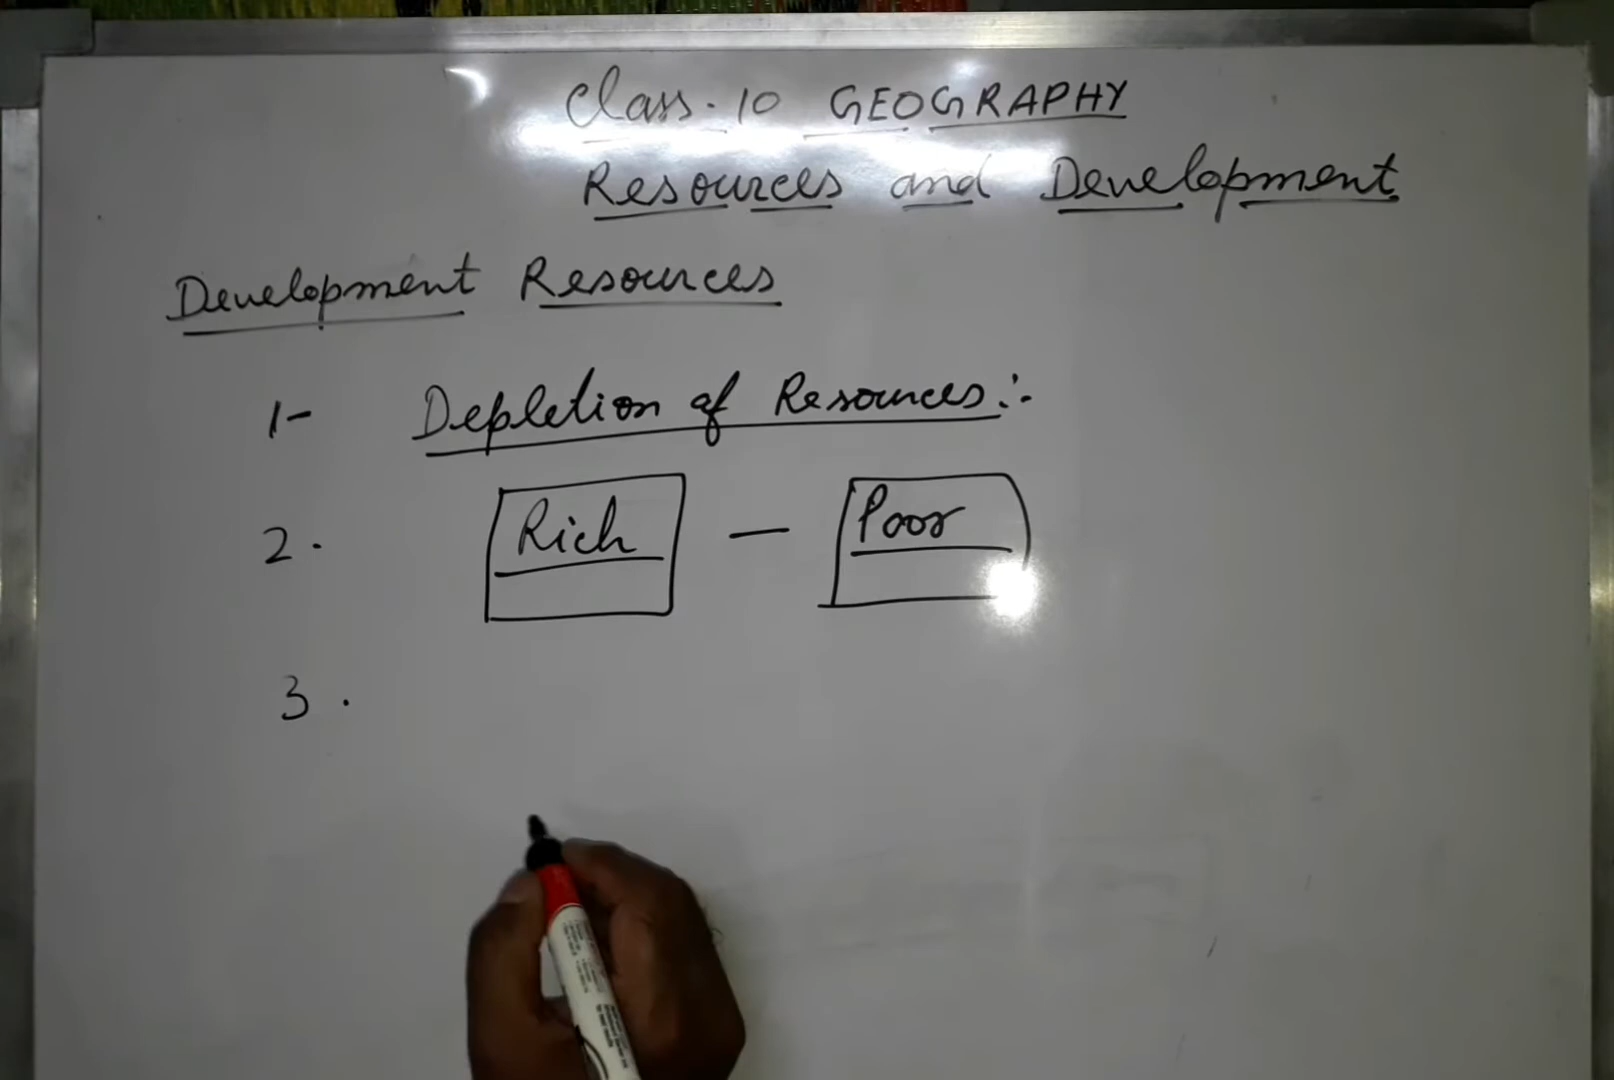 Class. 10 GEOGRAPHY
Resources and Development
Development Resources
1- Depletion of Resources:-
2. Rich - Poor
3.